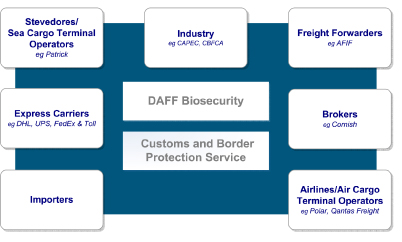 Stevedores/
Sea Cargo Terminal
Operators
eg Patrick
Industry
eg CAPEC, CBFCA
Freight Forwarders
eg AFIF
DAFF Biosecurity
Express Carriers
eg DHL, UPS, FedEx & Toll
Brokers
eg Cornish
Customs and Border
Protection Service
Importers
Airlines/Air Cargo
Terminal Operators
eg Polar, Qantas Freight